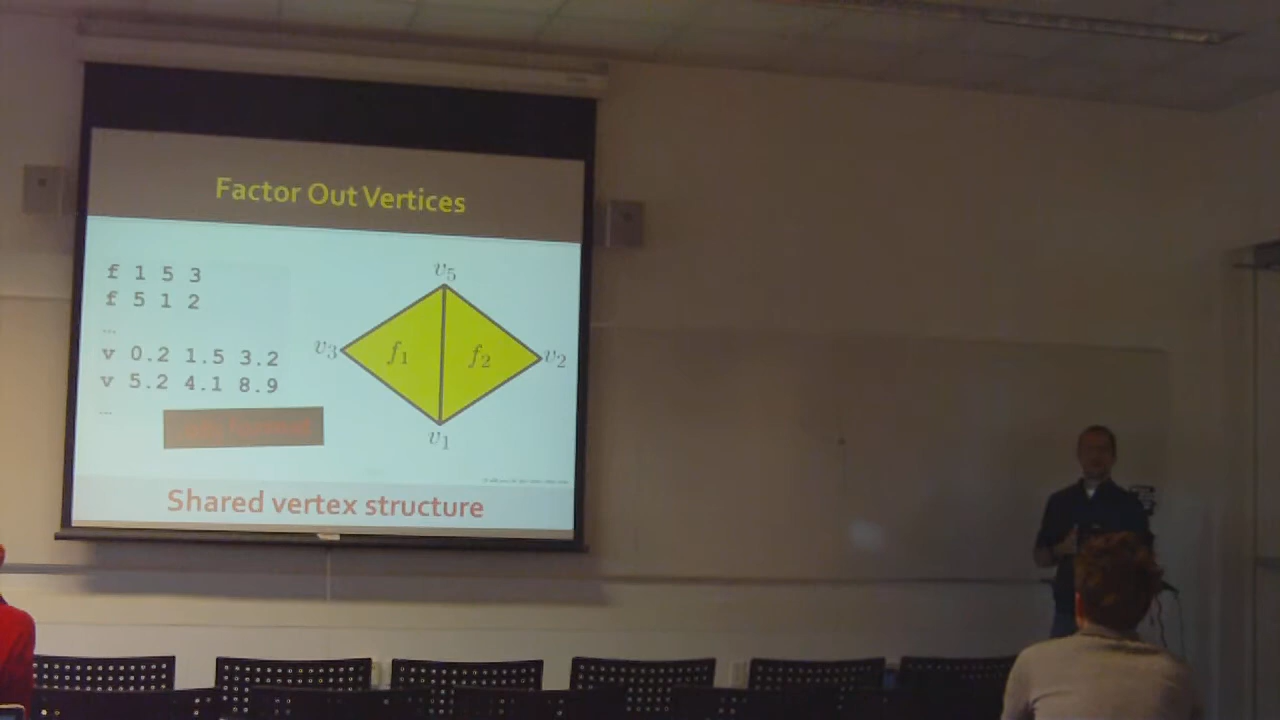 Factor Out Vertices
f 1 5 3
f 5 1 2
...
v 0.2 1.5 3.2
v 5.2 4.1 8.9
...
v5
v3
f1
f2
v2
v1
Shared vertex structure